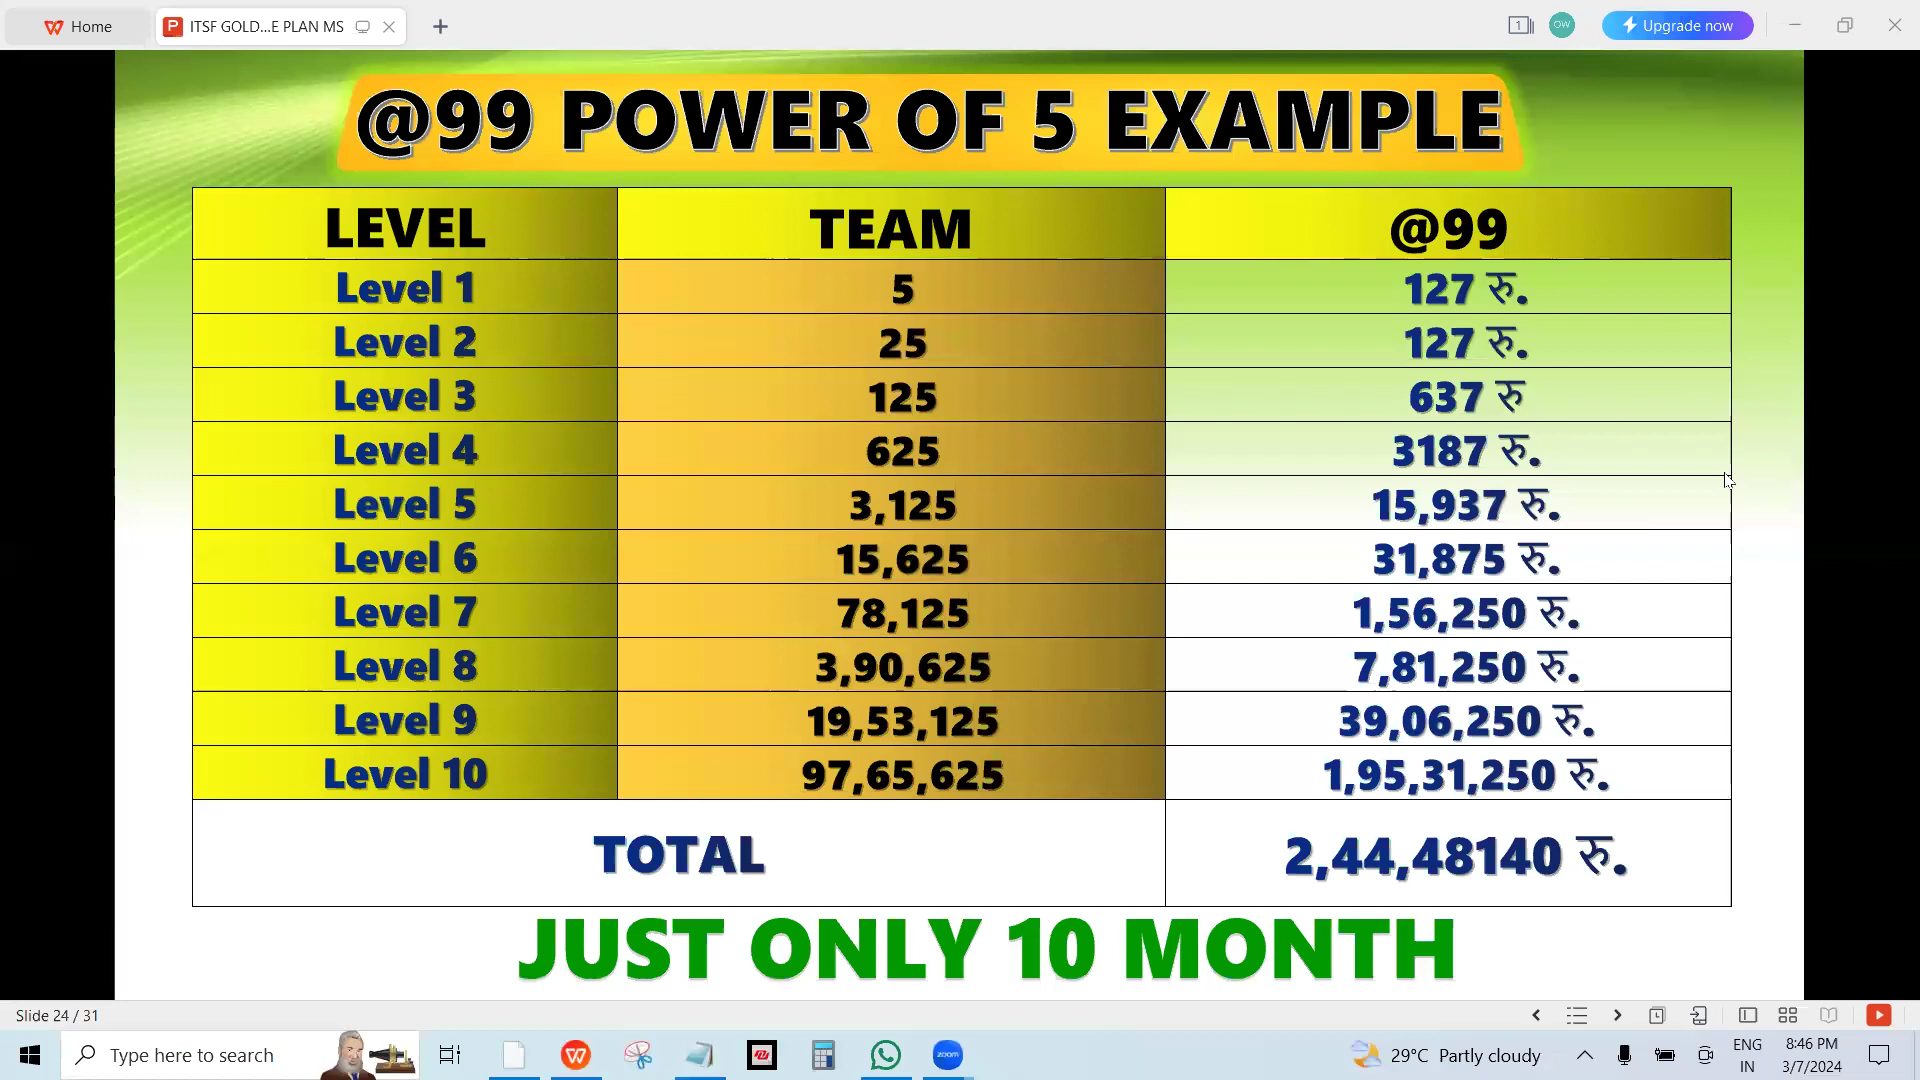 Home
ITSF GOLD...E PLAN MS
1
OW
Upgrade now
@99 POWER OF 5 EXAMPLE
LEVEL TEAM @99
Level 1 5 127 रु.
Level 2 25 127 रु.
Level 3 125 637 रु
Level 4 625 3187 रु.
Level 5 3,125 15,937 रु.
Level 6 15,625 31,875 रु.
Level 7 78,125 1,56,250 रु.
Level 8 3,90,625 7,81,250 रु.
Level 9 19,53,125 39,06,250 रु.
Level 10 97,65,625 1,95,31,250 रु.
TOTAL 2,44,48140 रु.
JUST ONLY 10 MONTH
Slide 24 / 31
Type here to search
zoom
29°C Partly cloudy
ENG
IN
8:46 PM
3/7/2024